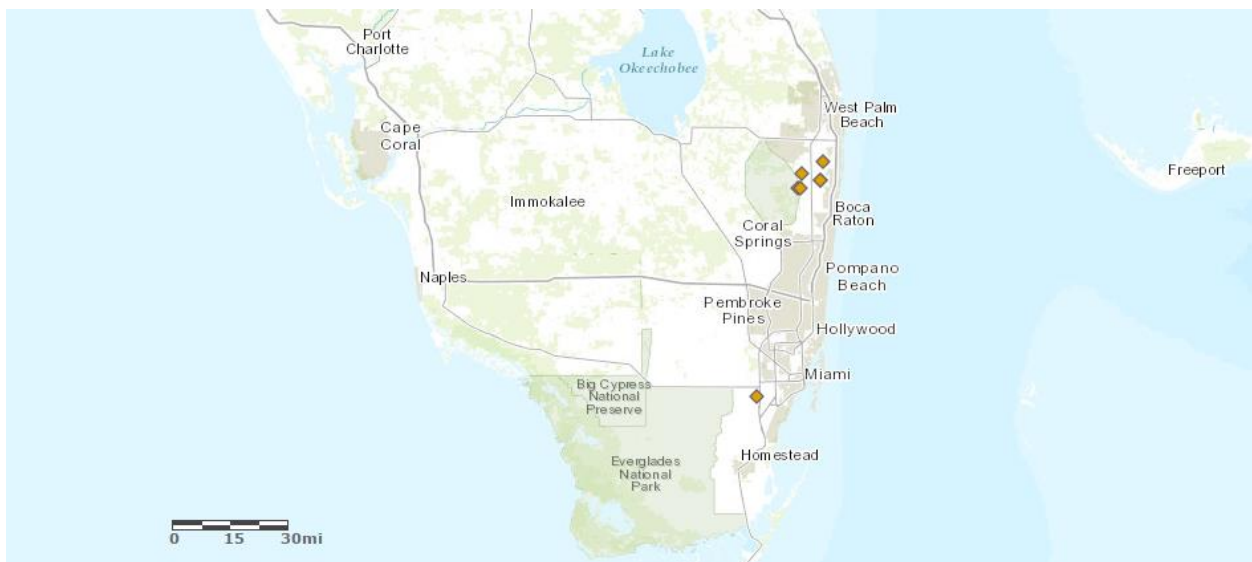 Port
Charlotte
Lake
Okeechobee
West Palm
Beach
Cape
Coral
Freeport
Immokalee
Boca
Raton
Coral
Springs
Naples
Pompano
Beach
Pembroke
Pines
Hollywood
Miami
Big Cypress
National
Preserve
Homestead
Everglades
National
Park
0 15 30mi